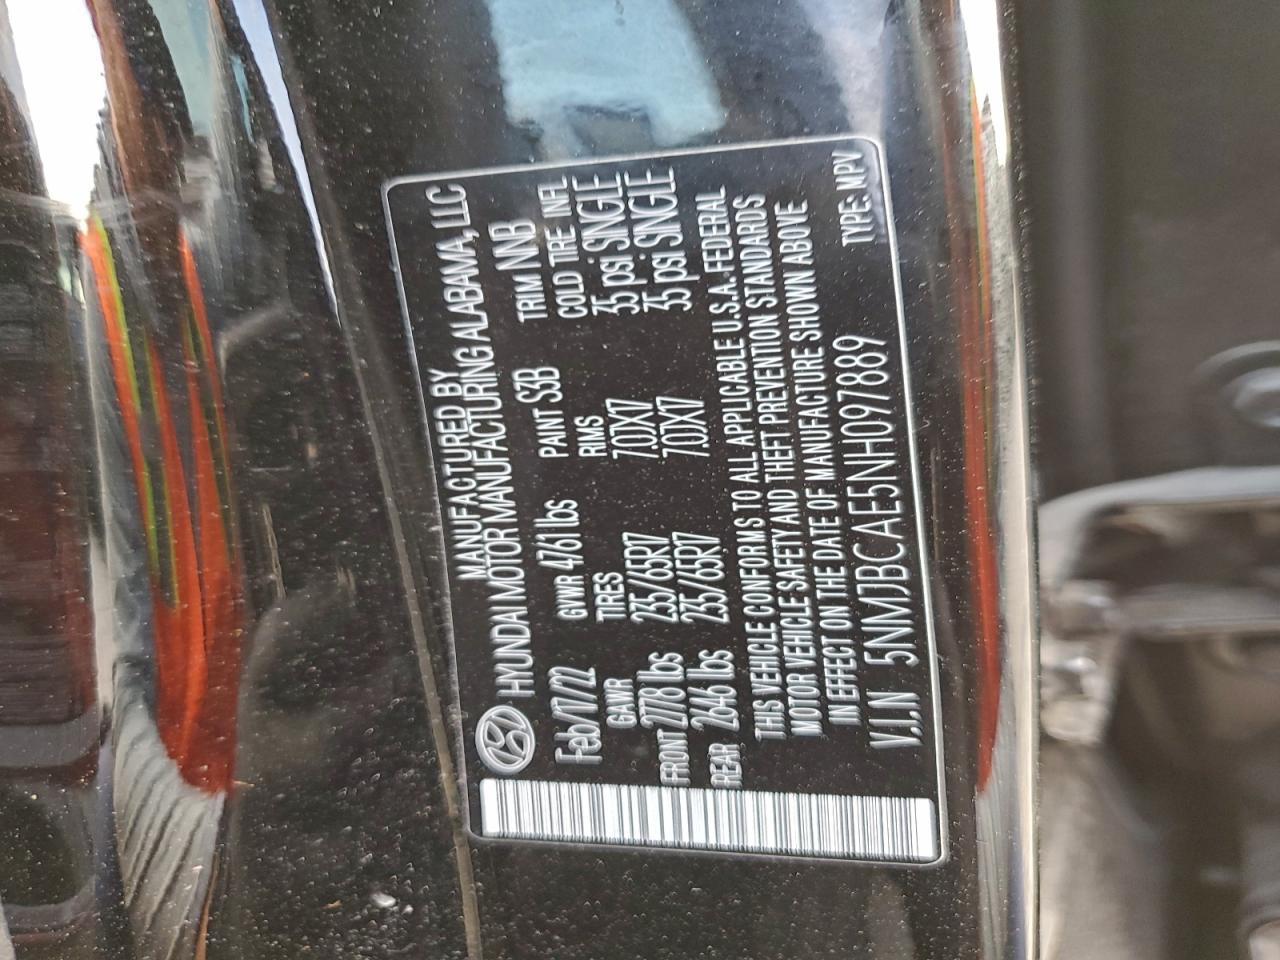 MANUFACTURED BY
HYUNDAI MOTOR MANUFACTURING ALABAMA, LLC
Feb/17/22 GVWR 4761 lbs PAINT S3B TRIM NNB
GAWR TIRES RIMS COLD TIRE INFL
FRONT 2778 lbs 235/65R17 7.0JX17 35 psi SINGLE
REAR 2646 lbs 235/65R17 7.0JX17 35 psi SINGLE
THIS VEHICLE CONFORMS TO ALL APPLICABLE U.S.A. FEDERAL
MOTOR VEHICLE SAFETY AND THEFT PREVENTION STANDARDS
IN EFFECT ON THE DATE OF MANUFACTURE SHOWN ABOVE
V.I.N 5NMJBCAE5NH097889 TYPE: MPV